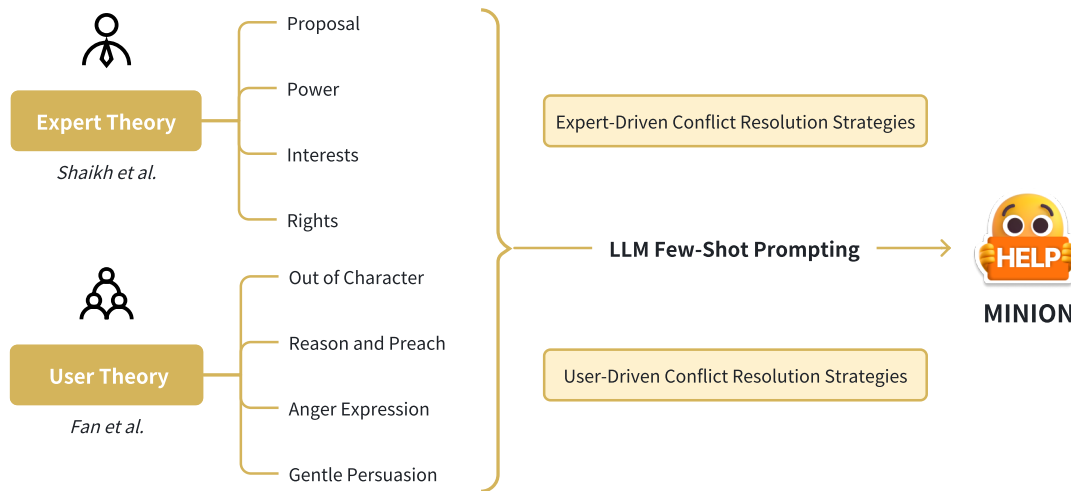 Expert Theory
Shaikh et al.
Proposal
Power
Interests
Rights
User Theory
Fan et al.
Out of Character
Reason and Preach
Anger Expression
Gentle Persuasion
Expert-Driven Conflict Resolution Strategies
LLM Few-Shot Prompting
User-Driven Conflict Resolution Strategies
HELP
MINION